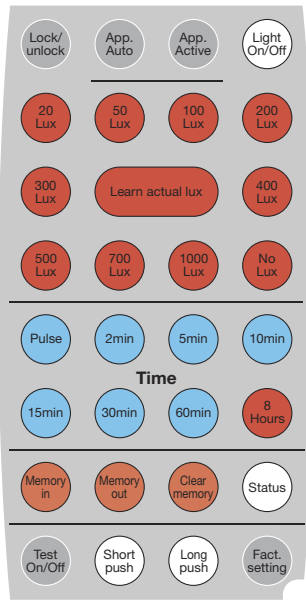 Lock/ unlock
App. Auto
App. Active
Light On/Off
20 Lux
50 Lux
100 Lux
200 Lux
300 Lux
Learn actual lux
400 Lux
500 Lux
700 Lux
1000 Lux
No Lux
Pulse
2min
5min
10min
Time
15min
30min
60min
8 Hours
Memory in
Memory out
Clear memory
Status
Test On/Off
Short push
Long push
Fact. setting